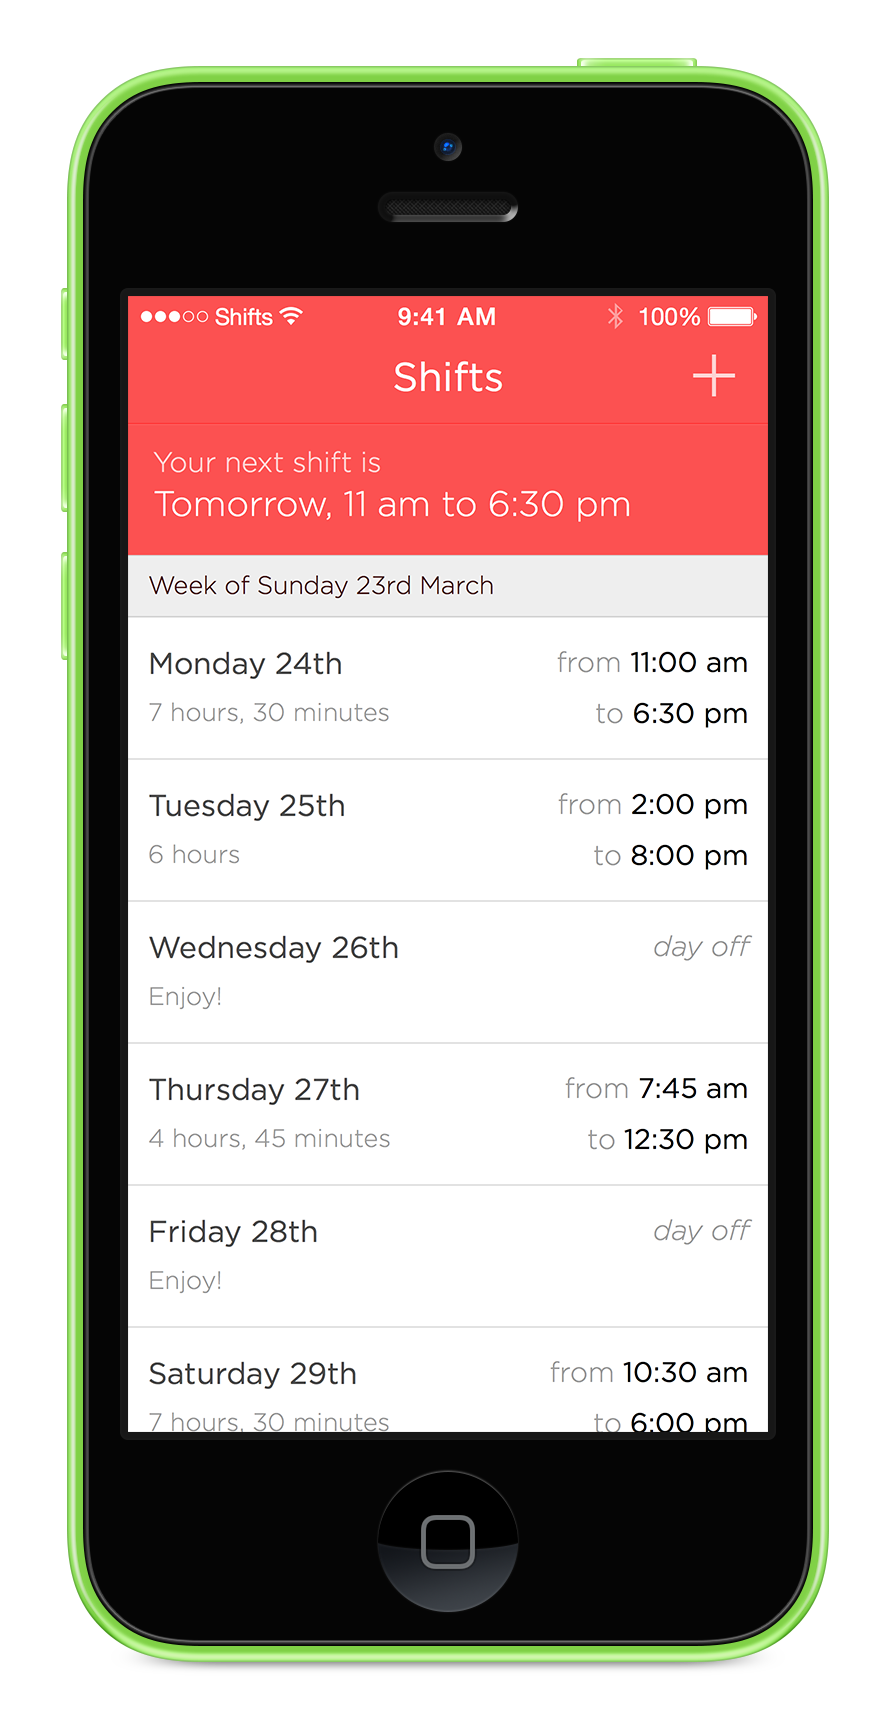 Shifts 9:41 AM 100%
Shifts
Your next shift is
Tomorrow, 11 am to 6:30 pm
Week of Sunday 23rd March
Monday 24th from 11:00 am
7 hours, 30 minutes to 6:30 pm
Tuesday 25th from 2:00 pm
6 hours to 8:00 pm
Wednesday 26th day off
Enjoy!
Thursday 27th from 7:45 am
4 hours, 45 minutes to 12:30 pm
Friday 28th day off
Enjoy!
Saturday 29th from 10:30 am
7 hours, 30 minutes to 6:00 pm